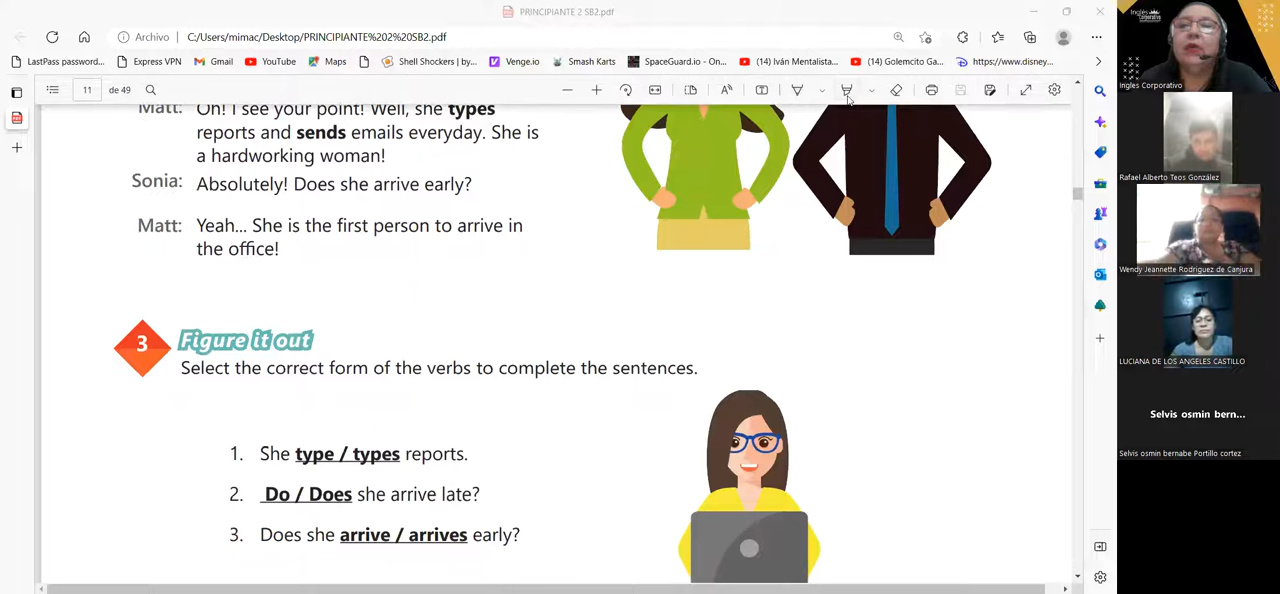 PRINCIPIANTE 2 SB2.pdf
Archivo
C:/Users/mimac/Desktop/PRINCIPIANTE%202%20SB2.pdf
LastPass password...
Express VPN
Gmail
YouTube
Maps
Shell Shockers | by...
Venge.io
Smash Karts
SpaceGuard.io - On...
(14) Iván Mentalista...
(14) Golemcito Ga...
https://www.disney...
11
de 49
Matt: Oh! I see your point! Well, she types
reports and sends emails everyday. She is
a hardworking woman!
Sonia: Absolutely! Does she arrive early?
Matt: Yeah... She is the first person to arrive in
the office!
3
Figure it out
Select the correct form of the verbs to complete the sentences.
1. She type / types reports.
2. Do / Does she arrive late?
3. Does she arrive / arrives early?
Inglés
Corporativo
Ingles Corporativo
Rafael Alberto Teos González
Wendy Jeannette Rodriguez de Canjura
LUCIANA DE LOS ANGELES CASTILLO
Selvis osmin bern...
Selvis osmin bernabe Portillo cortez